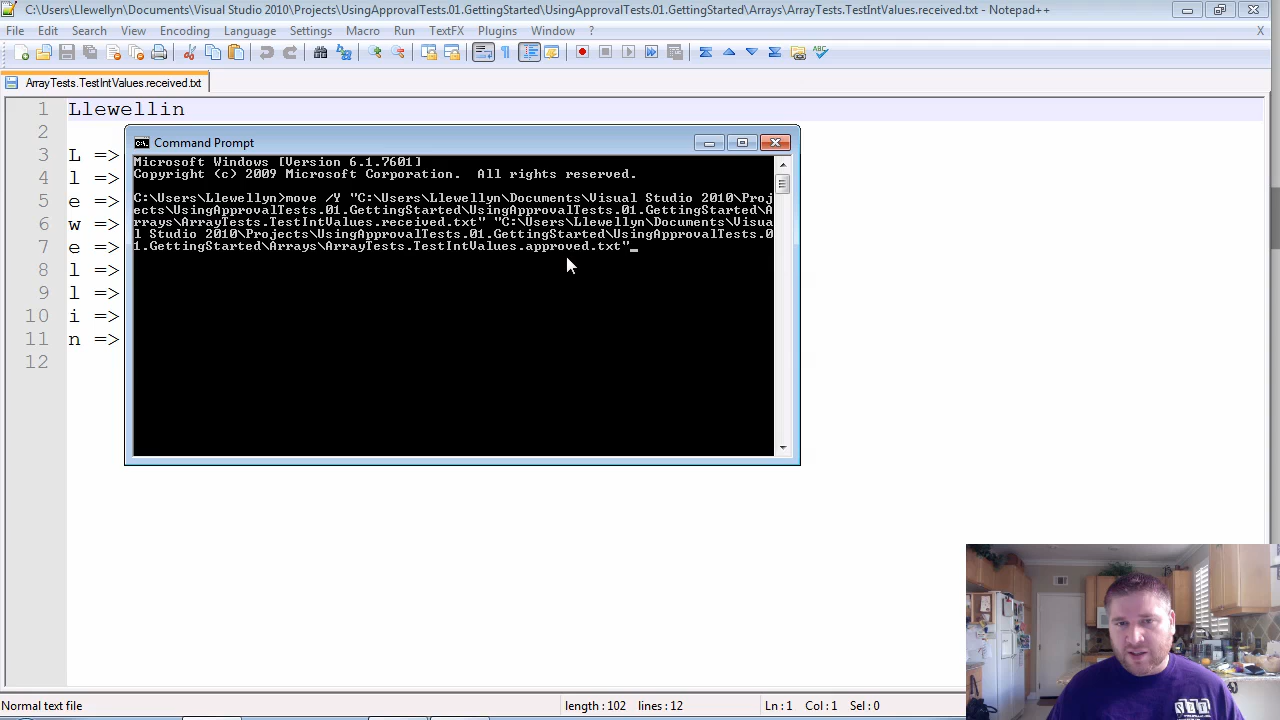 C:\Users\Llewellyn\Documents\Visual Studio 2010\Projects\UsingApprovalTests.01.GettingStarted\UsingApprovalTests.01.GettingStarted\Arrays\ArrayTests.TestIntValues.received.txt - Notepad++
File Edit Search View Encoding Language Settings Macro Run TextFX Plugins Window ? X
ArrayTests.TestIntValues.received.txt
1 Llewellin
2
3 L =>
4 l =>
5 e =>
6 w =>
7 e =>
8 l =>
9 l =>
10 i =>
11 n =>
12
Command Prompt
Microsoft Windows [Version 6.1.7601]
Copyright (c) 2009 Microsoft Corporation.  All rights reserved.
C:\Users\Llewellyn>move /Y "C:\Users\Llewellyn\Documents\Visual Studio 2010\Proj
ects\UsingApprovalTests.01.GettingStarted\UsingApprovalTests.01.GettingStarted\A
rrays\ArrayTests.TestIntValues.received.txt" "C:\Users\Llewellyn\Documents\Visua
l Studio 2010\Projects\UsingApprovalTests.01.GettingStarted\UsingApprovalTests.0
1.GettingStarted\Arrays\ArrayTests.TestIntValues.approved.txt"_
Normal text file length : 102 lines : 12 Ln : 1 Col : 1 Sel : 0